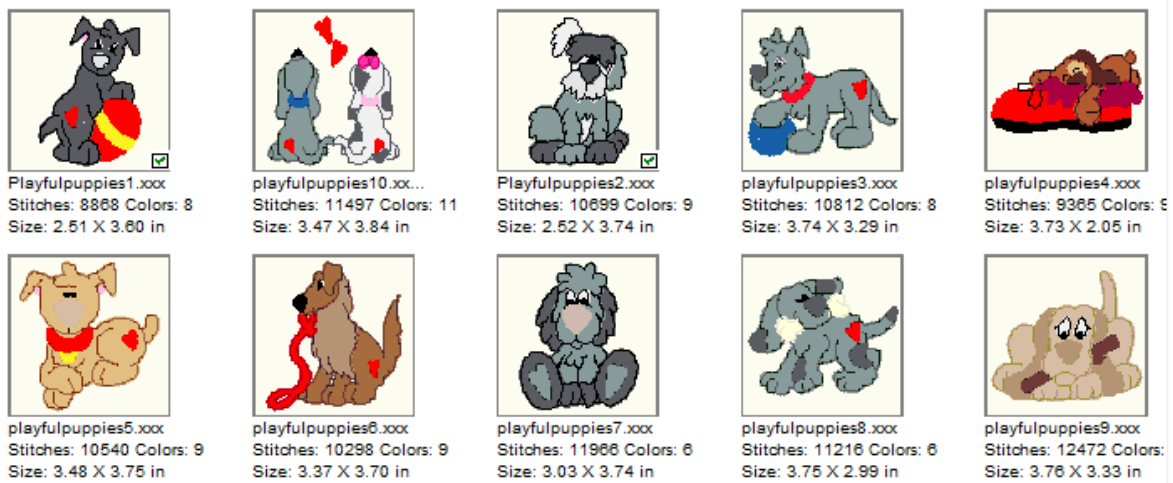 Playfulpuppies1.xxx
Stitches: 8868 Colors: 8
Size: 2.51 X 3.60 in
playfulpuppies10.xx...
Stitches: 11497 Colors: 11
Size: 3.47 X 3.84 in
Playfulpuppies2.xxx
Stitches: 10699 Colors: 9
Size: 2.52 X 3.74 in
playfulpuppies3.xxx
Stitches: 10812 Colors: 8
Size: 3.74 X 3.29 in
playfulpuppies4.xxx
Stitches: 9365 Colors:
Size: 3.73 X 2.05 in
playfulpuppies5.xxx
Stitches: 10540 Colors: 9
Size: 3.48 X 3.75 in
playfulpuppies6.xxx
Stitches: 10298 Colors: 9
Size: 3.37 X 3.70 in
playfulpuppies7.xxx
Stitches: 11966 Colors: 6
Size: 3.03 X 3.74 in
playfulpuppies8.xxx
Stitches: 11216 Colors: 6
Size: 3.75 X 2.99 in
playfulpuppies9.xxx
Stitches: 12472 Colors:
Size: 3.76 X 3.33 in